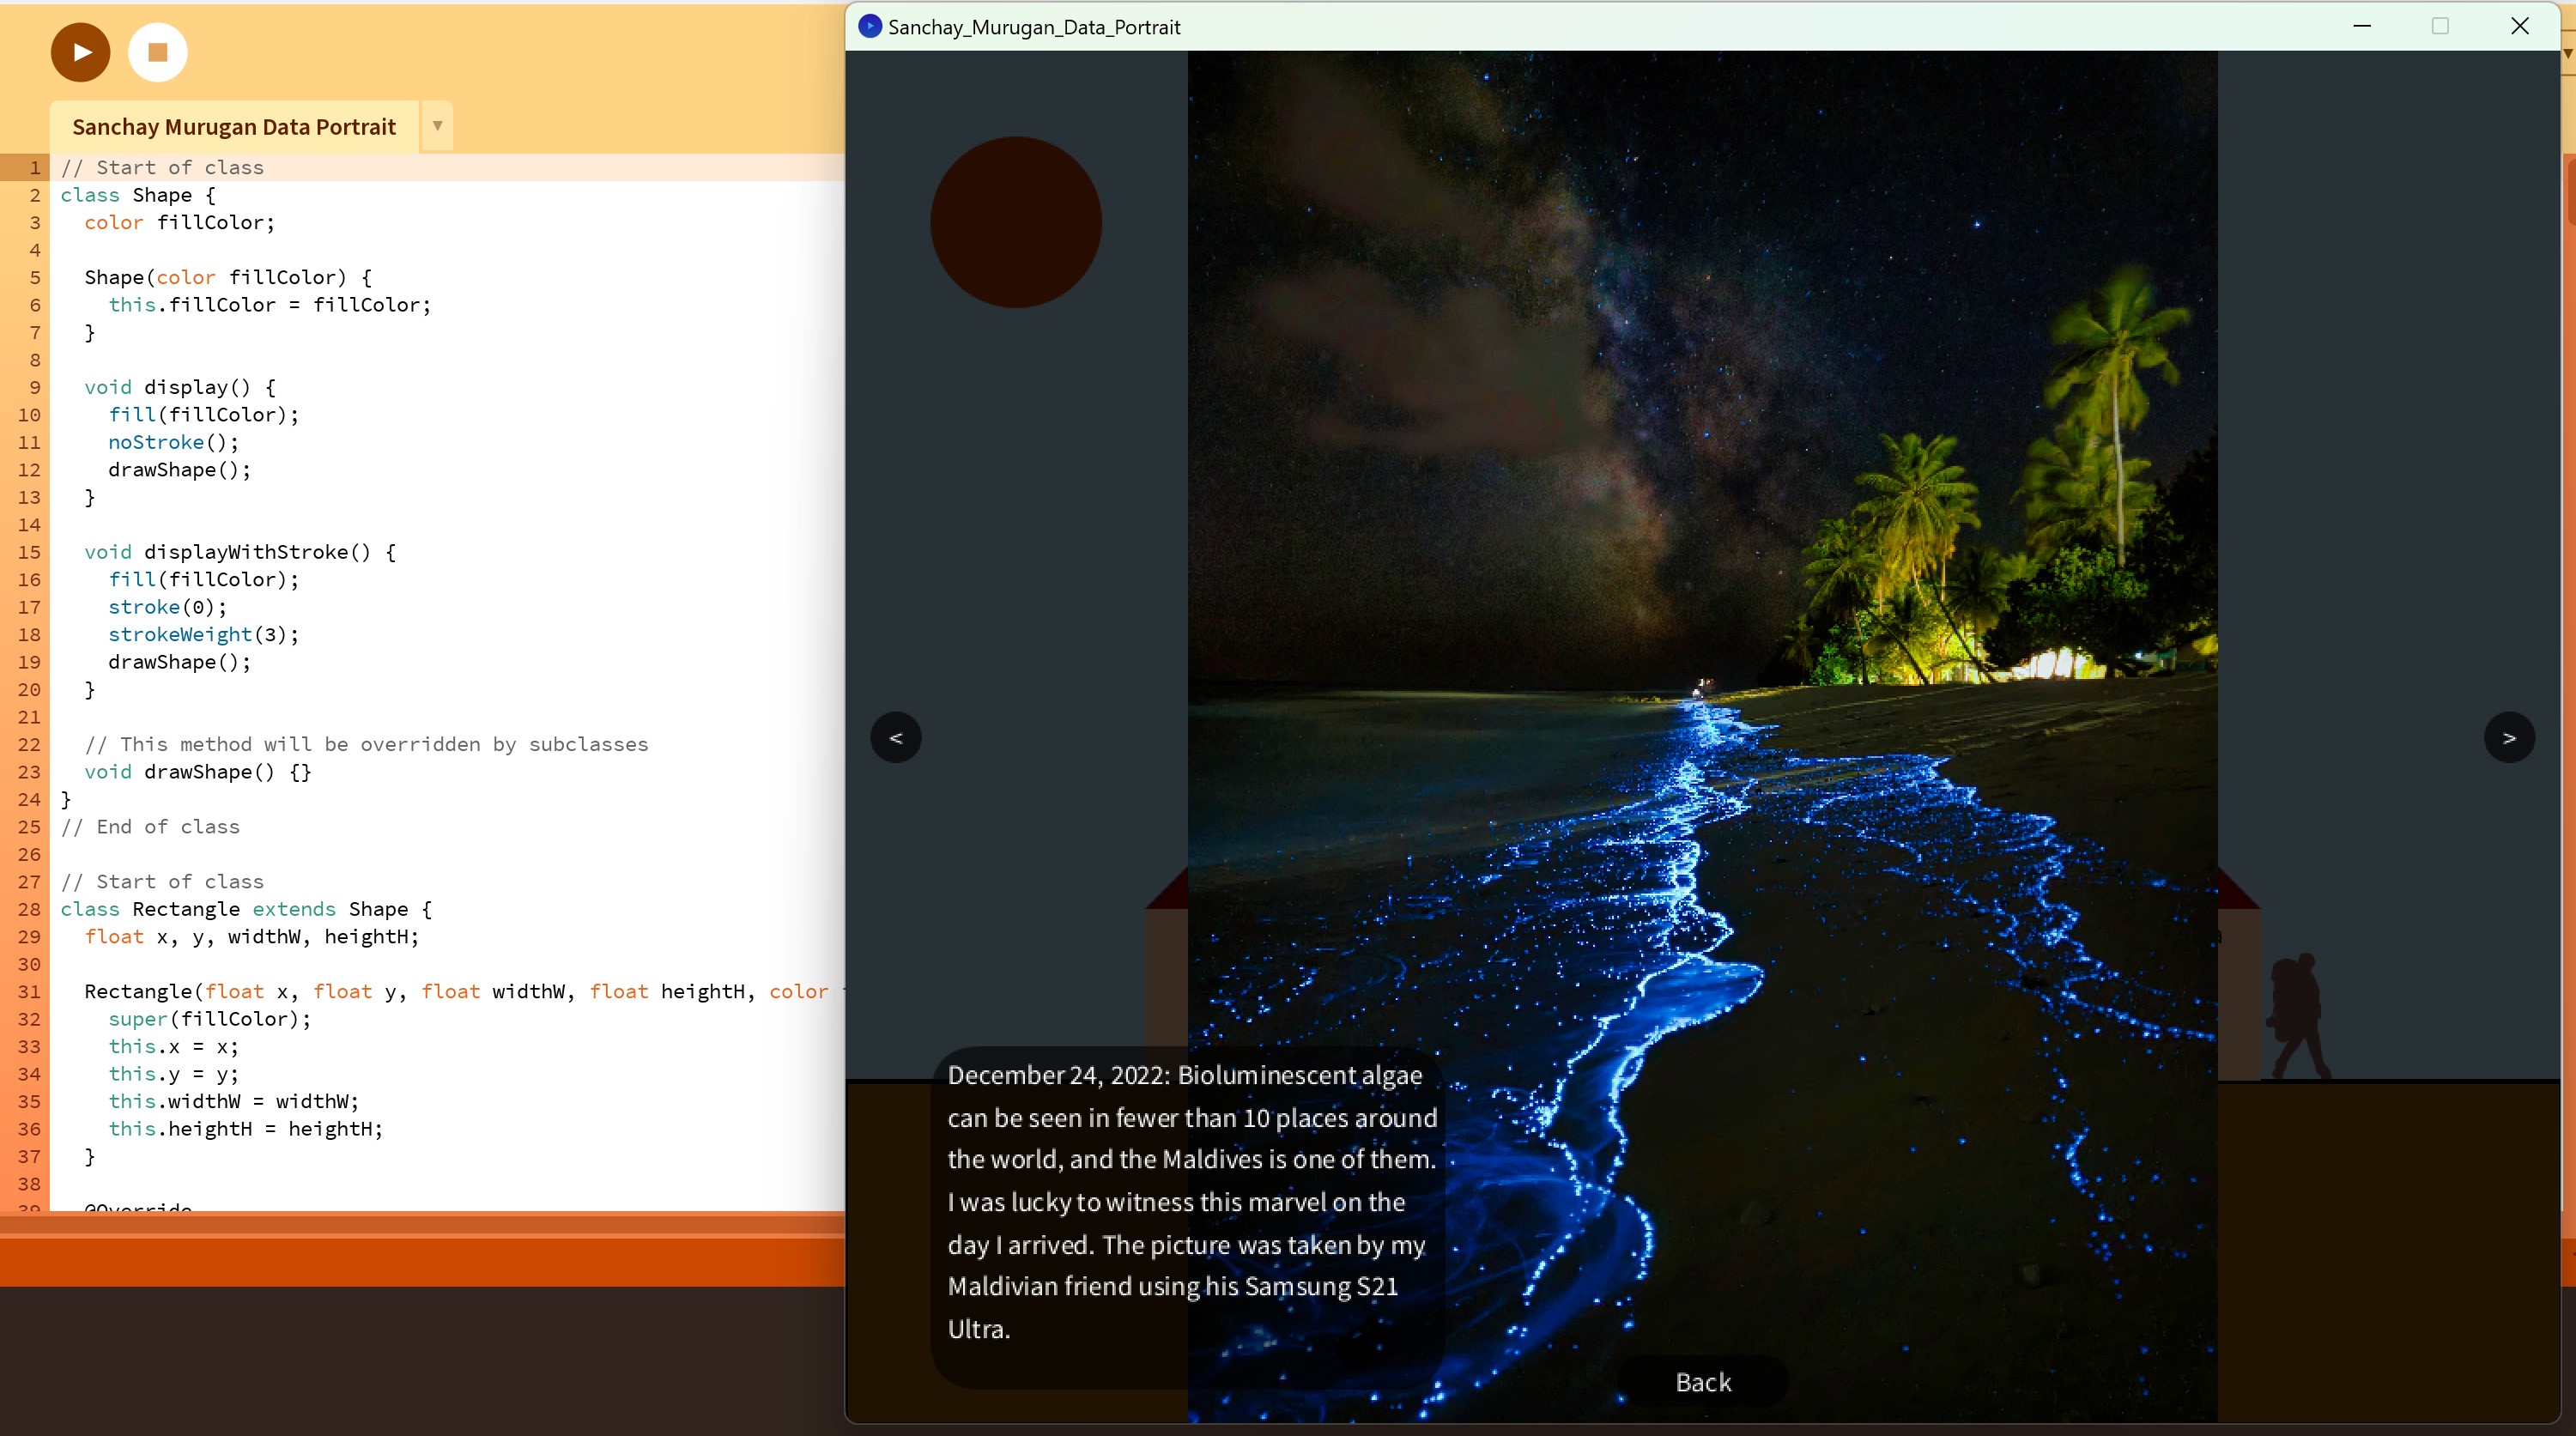 Sanchay Murugan Data Portrait
1 // Start of class
2 class Shape {
3 color fillColor;
4
5 Shape(color fillColor) {
6 this.fillColor = fillColor;
7 }
8
9 void display() {
10 fill(fillColor);
11 noStroke();
12 drawShape();
13 }
14
15 void displayWithStroke() {
16 fill(fillColor);
17 stroke(0);
18 strokeWeight(3);
19 drawShape();
20 }
21
22 // This method will be overridden by subclasses
23 void drawShape() {}
24 }
25 // End of class
26
27 // Start of class
28 class Rectangle extends Shape {
29 float x, y, widthW, heightH;
30
31 Rectangle(float x, float y, float widthW, float heightH, color
32 super(fillColor);
33 this.x = x;
34 this.y = y;
35 this.widthW = widthW;
36 this.heightH = heightH;
37 }
38
39 @Override
Sanchay_Murugan_Data_Portrait
<
>
December 24, 2022: Bioluminescent algae
can be seen in fewer than 10 places around
the world, and the Maldives is one of them.
I was lucky to witness this marvel on the
day I arrived. The picture was taken by my
Maldivian friend using his Samsung S21
Ultra.
Back